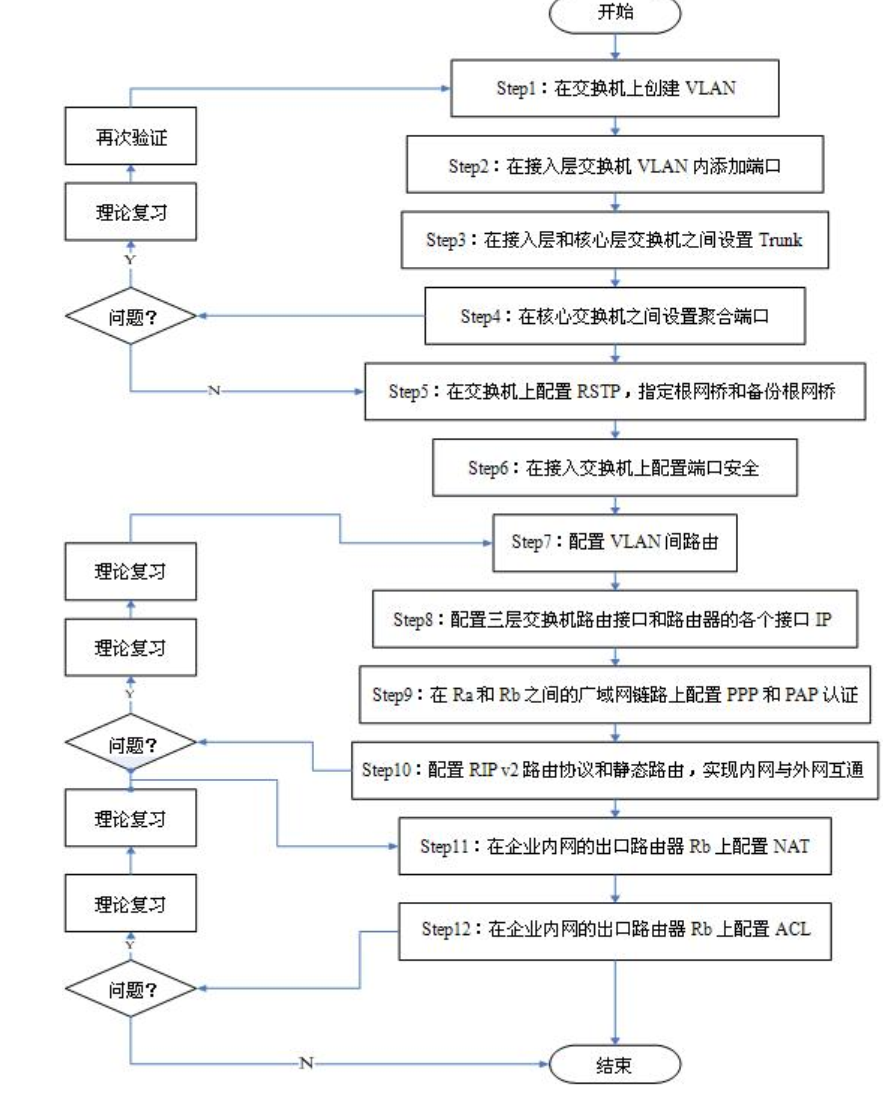 开始
Step1：在交换机上创建 VLAN
再次验证
Step2：在接入层交换机 VLAN 内添加端口
理论复习
Step3：在接入层和核心层交换机之间设置 Trunk
Y
问题?
Step4：在核心交换机之间设置聚合端口
N
Step5：在交换机上配置 RSTP，指定根网桥和备份根网桥
Step6：在接入交换机上配置端口安全
Step7：配置 VLAN 间路由
理论复习
Step8：配置三层交换机路由接口和路由器的各个接口 IP
理论复习
Y
Step9：在 Ra 和 Rb 之间的广域网链路上配置 PPP 和 PAP 认证
问题?
Step10：配置 RIP v2 路由协议和静态路由，实现内网与外网互通
理论复习
Step11：在企业内网的出口路由器 Rb 上配置 NAT
理论复习
Step12：在企业内网的出口路由器 Rb 上配置 ACL
Y
问题?
N
结束